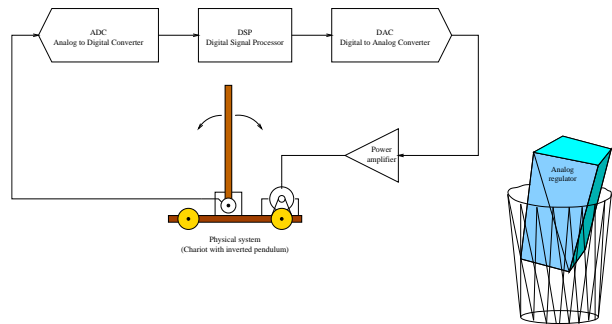 ADC
Analog to Digital Converter
DSP
Digital Signal Processor
DAC
Digital to Analog Converter
Power
amplifier
Analog
regulator
Physical system
(Chariot with inverted pendulum)